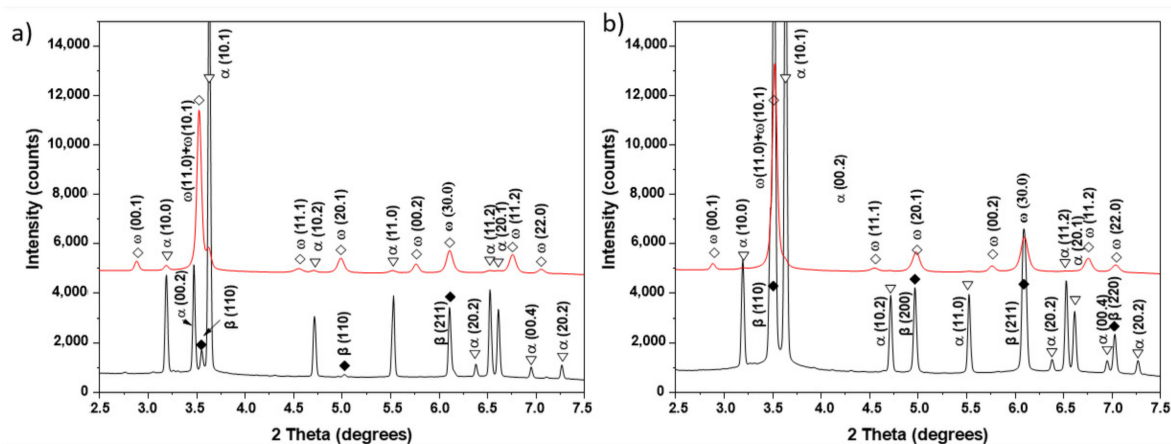 a)
14,000
12,000
10,000
8,000
6,000
4,000
2,000
0
Intensity (counts)
2.5 3.0 3.5 4.0 4.5 5.0 5.5 6.0 6.5 7.0 7.5
2 Theta (degrees)
ω (00.1)
α (10.0)
ω(11.0)+ω(10.1)
α (10.1)
ω (11.1)
α (10.2)
ω (20.1)
α (11.0)
ω (00.2)
ω (30.0)
α (11.2)
α (20.1)
ω (11.2)
ω (22.0)
α (00.2)
β (110)
β (110)
β (211)
α (20.2)
α (00.4)
α (20.2)
b)
14,000
12,000
10,000
8,000
6,000
4,000
2,000
0
Intensity (counts)
2.5 3.0 3.5 4.0 4.5 5.0 5.5 6.0 6.5 7.0 7.5
2 Theta (degrees)
ω (00.1)
α (10.0)
ω(11.0)+ω(10.1)
α (10.1)
α (00.2)
ω (11.1)
ω (20.1)
ω (00.2)
ω (30.0)
α (11.2)
α (20.1)
ω (11.2)
ω (22.0)
β (110)
α (10.2)
β (200)
α (11.0)
β (211)
α (20.2)
α (00.4)
β (220)
α (20.2)